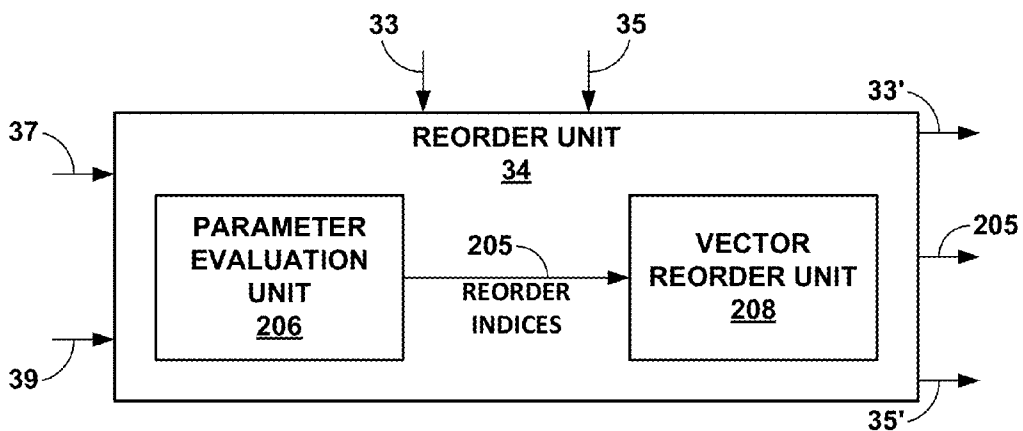 33
35
33'
37
REORDER UNIT
34
PARAMETER
EVALUATION
UNIT
206
205
REORDER
INDICES
VECTOR
REORDER UNIT
208
205
39
35'